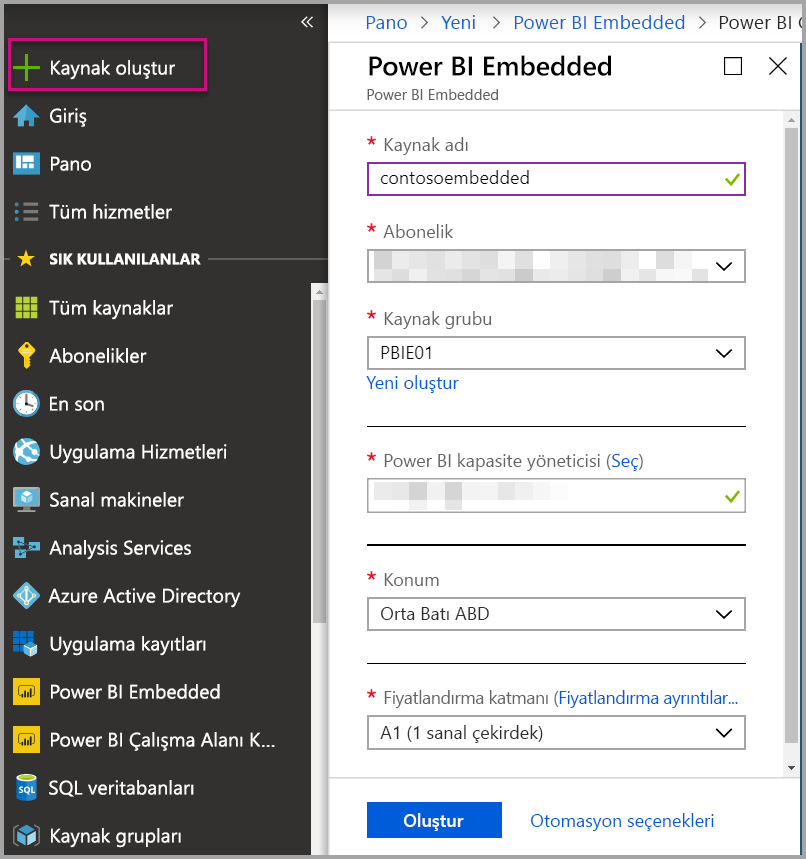 «
Kaynak oluştur
Giriş
Pano
Tüm hizmetler
SIK KULLANILANLAR
Tüm kaynaklar
Abonelikler
En son
Uygulama Hizmetleri
Sanal makineler
Analysis Services
Azure Active Directory
Uygulama kayıtları
Power BI Embedded
Power BI Çalışma Alanı K...
SQL veritabanları
Kaynak grupları
Pano > Yeni > Power BI Embedded > Power BI
Power BI Embedded
Power BI Embedded
* Kaynak adı
contosoembedded
* Abonelik
* Kaynak grubu
PBIE01
Yeni oluştur
* Power BI kapasite yöneticisi (Seç)
* Konum
Orta Batı ABD
* Fiyatlandırma katmanı (Fiyatlandırma ayrıntılar...
A1 (1 sanal çekirdek)
Oluştur
Otomasyon seçenekleri